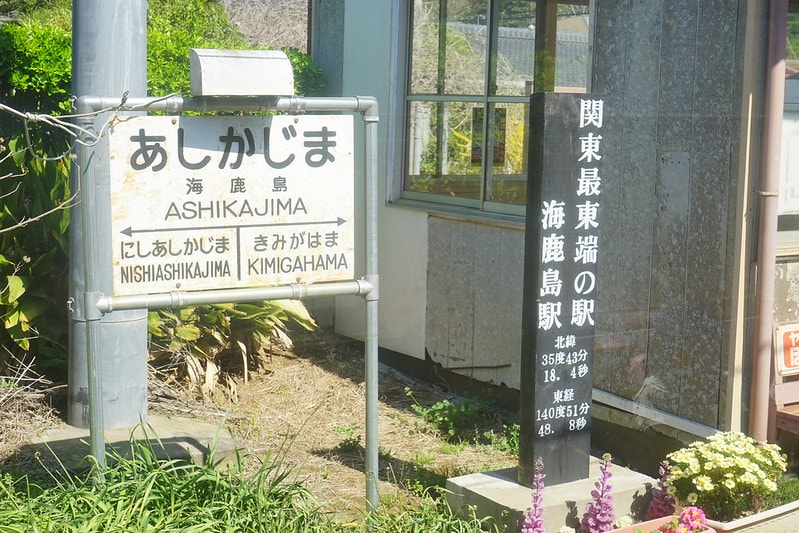 あしかじま
海鹿島
ASHIKAJIMA
にしあしかじま きみがはま
NISHIASHIKAJIMA KIMIGAHAMA
関東最東端の駅
海鹿島駅
北緯
35度43分
18.4秒
東経
140度51分
48.8秒